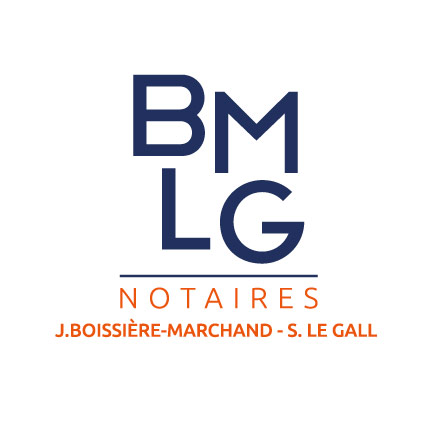 BM
LG
NOTAIRES
J.BOISSIÈRE-MARCHAND - S. LE GALL